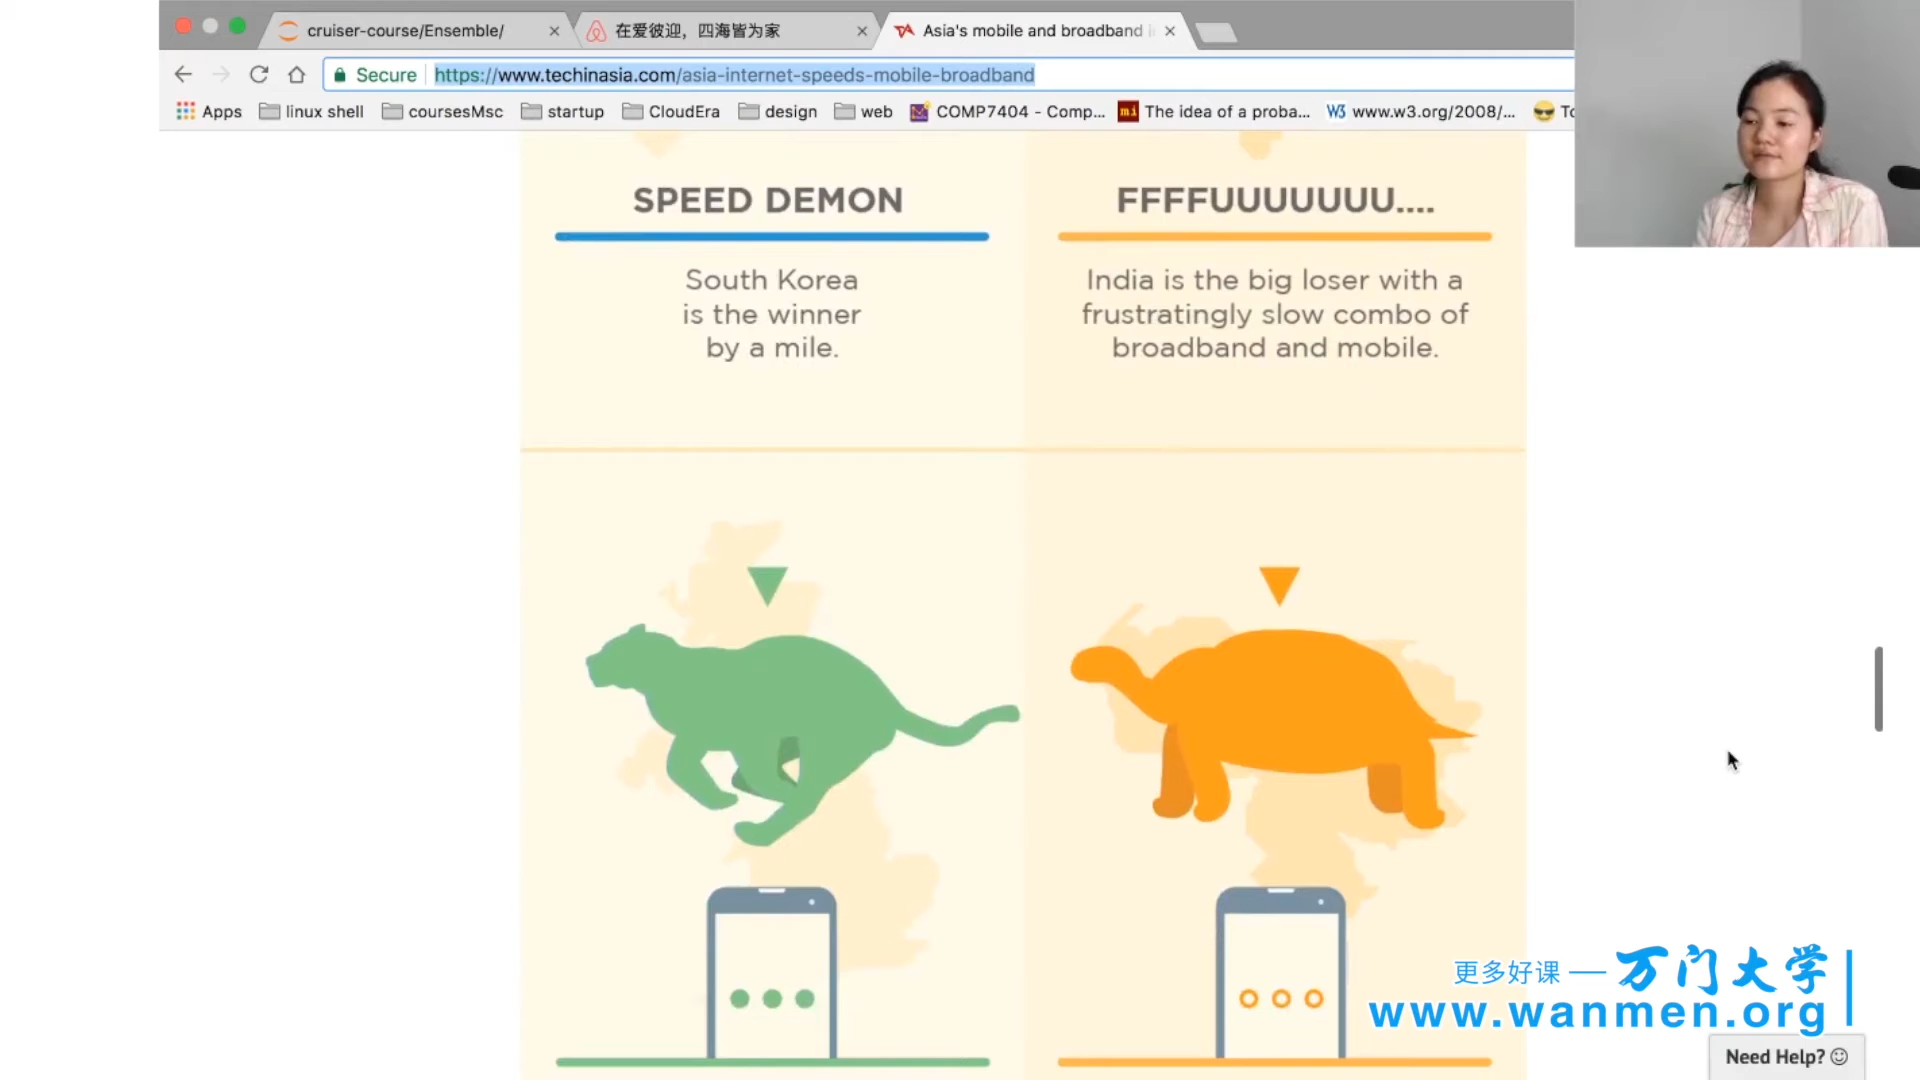 cruiser-course/Ensemble/
在爱彼迎，四海皆为家
Asia's mobile and broadband i
Secure
https://www.techinasia.com/asia-internet-speeds-mobile-broadband
Apps
linux shell
coursesMsc
startup
CloudEra
design
web
COMP7404 - Comp...
mi
The idea of a proba...
W3
www.w3.org/2008/...
To
SPEED DEMON
South Korea
is the winner
by a mile.
FFFFUUUUUUU....
India is the big loser with a
frustratingly slow combo of
broadband and mobile.
更多好课 — 万门大学
www.wanmen.org
Need Help?